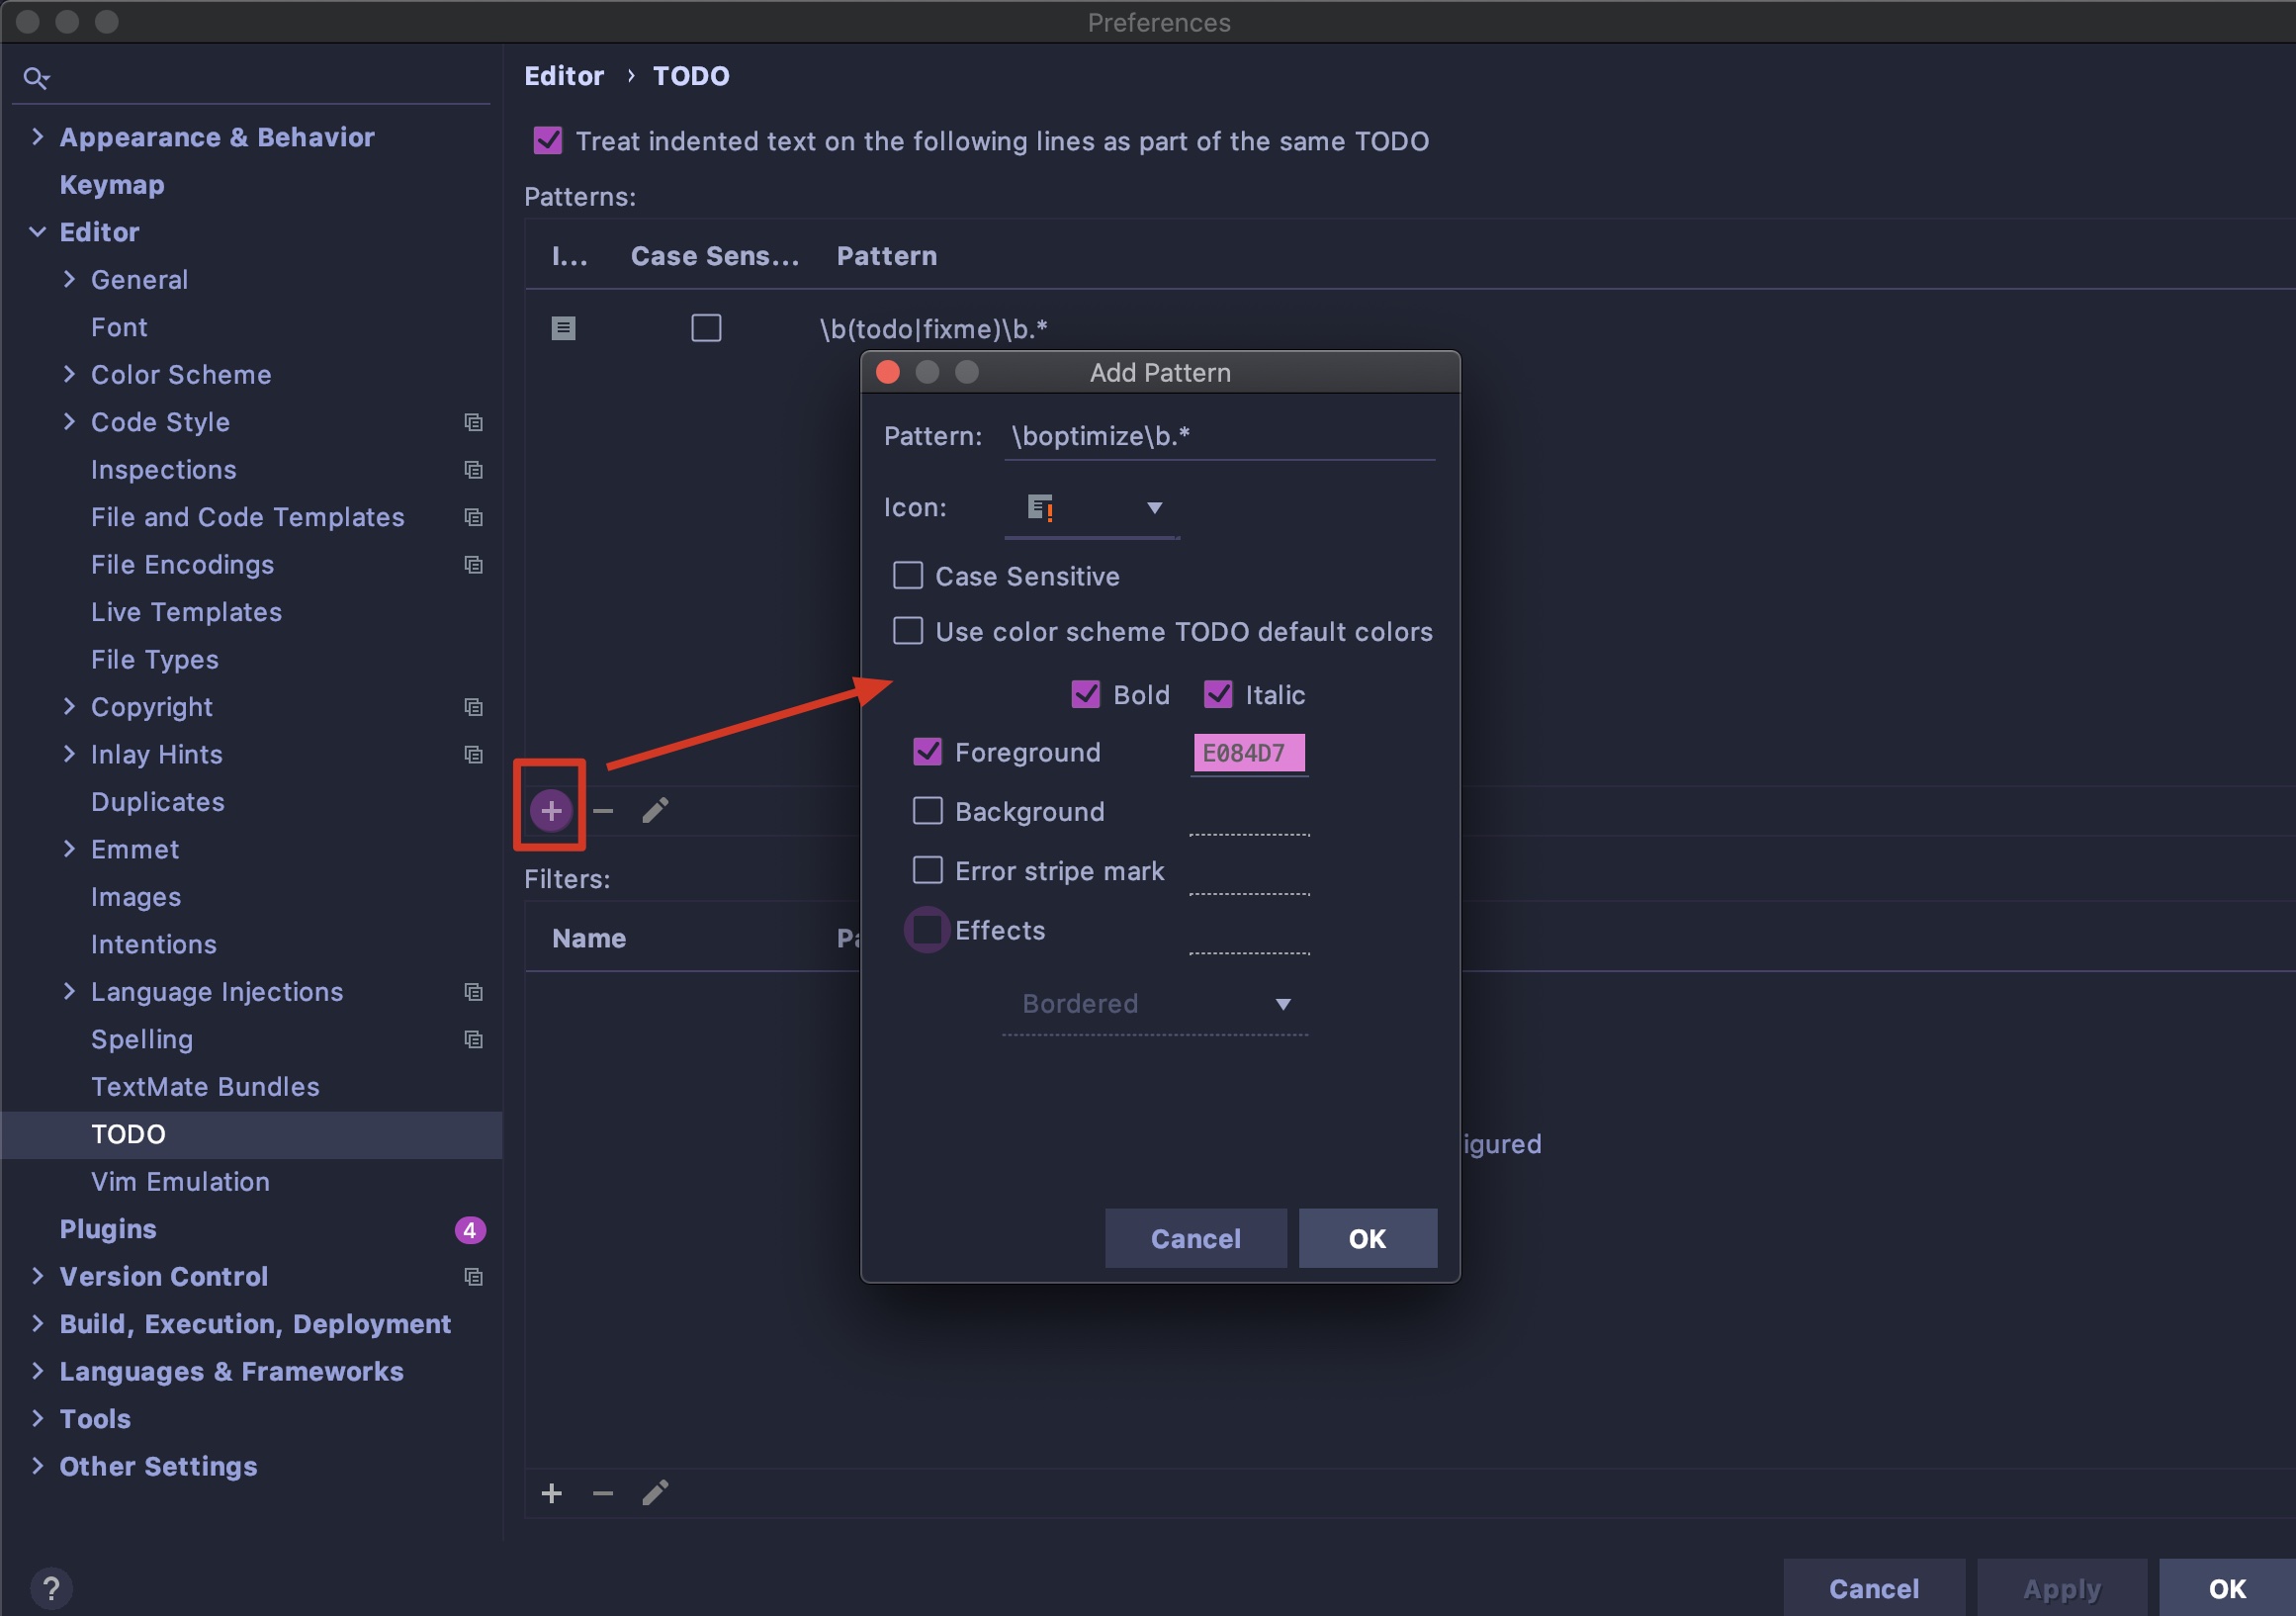 Preferences
Appearance & Behavior
Keymap
Editor
General
Font
Color Scheme
Code Style
Inspections
File and Code Templates
File Encodings
Live Templates
File Types
Copyright
Inlay Hints
Duplicates
Emmet
Images
Intentions
Language Injections
Spelling
TextMate Bundles
TODO
Vim Emulation
Plugins
4
Version Control
Build, Execution, Deployment
Languages & Frameworks
Tools
Other Settings
?
Editor › TODO
Treat indented text on the following lines as part of the same TODO
Patterns:
I... Case Sens... Pattern
\b(todo|fixme)\b.*
Filters:
Name Pa
igured
Add Pattern
Pattern: \boptimize\b.*
Icon:
Case Sensitive
Use color scheme TODO default colors
Bold Italic
Foreground E084D7
Background
Error stripe mark
Effects
Bordered
Cancel OK
Cancel Apply OK